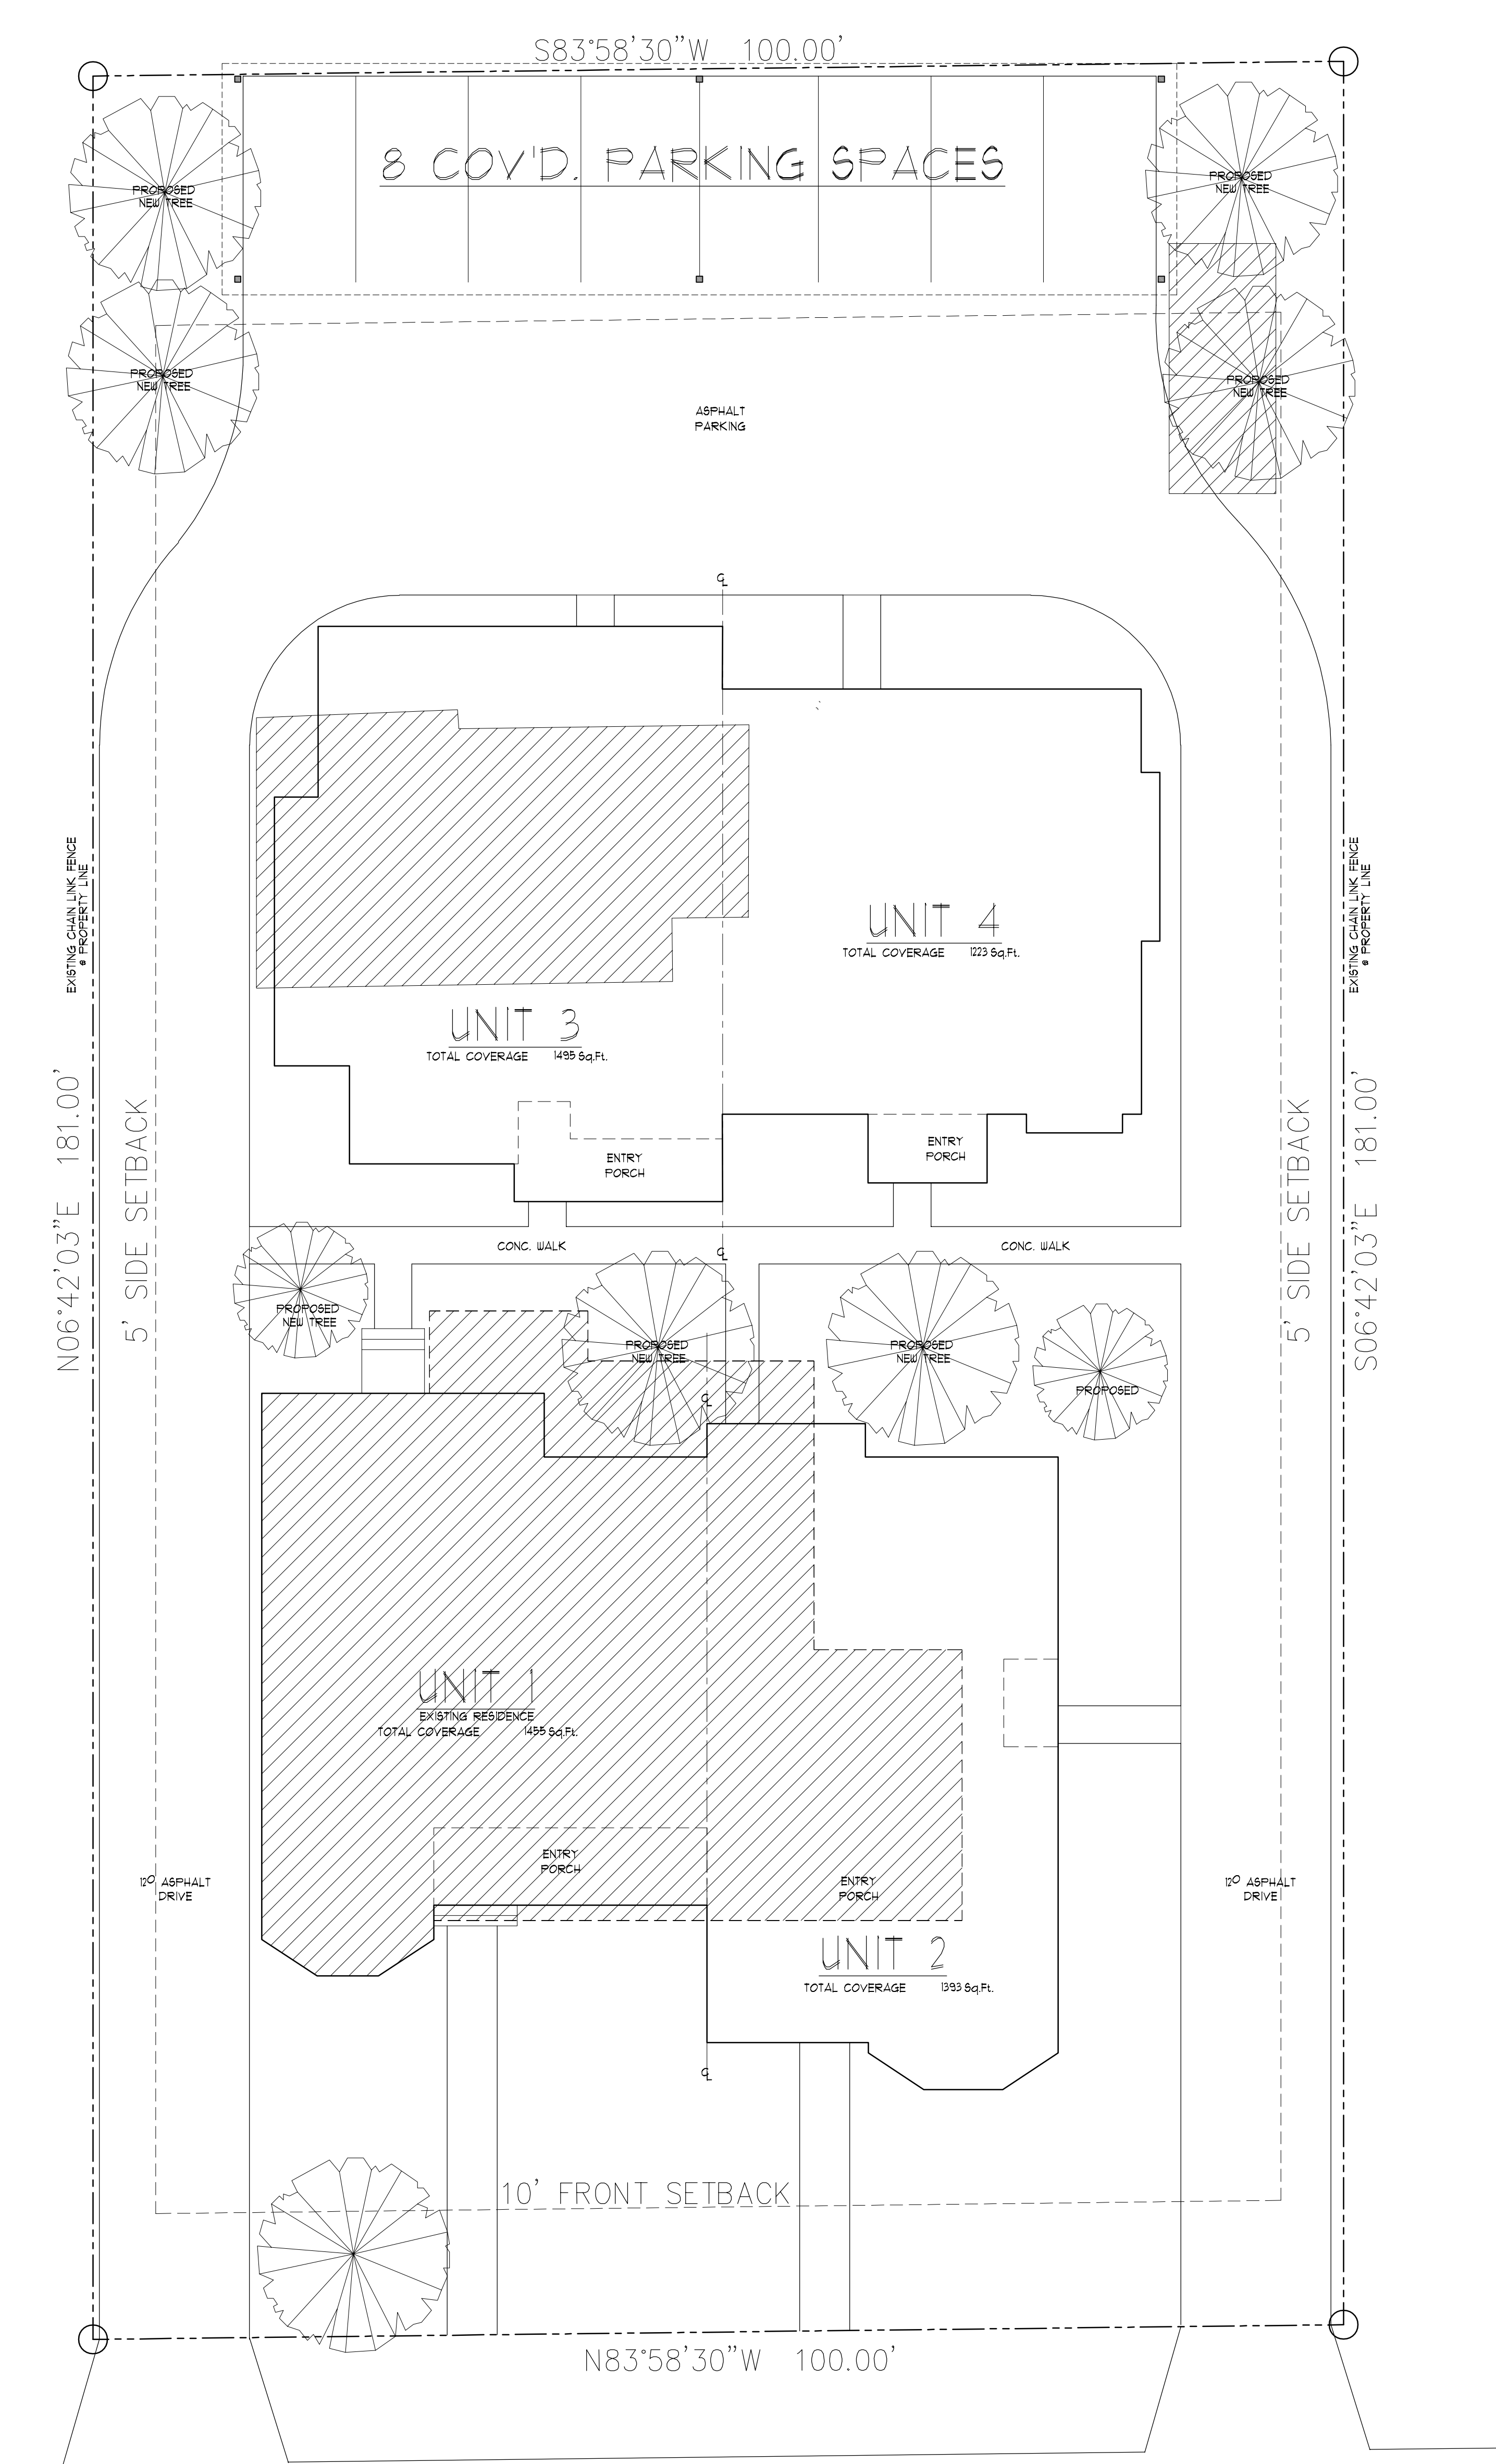 S83°58'30"W 100.00'
8 COV'D. PARKING SPACES
PROPOSED
NEW TREE
PROPOSED
NEW TREE
PROPOSED
NEW TREE
PROPOSED
NEW TREE
ASPHALT
PARKING
CL
EXISTING CHAIN LINK FENCE
@ PROPERTY LINE
EXISTING CHAIN LINK FENCE
@ PROPERTY LINE
UNIT 4
TOTAL COVERAGE 1223 Sq.Ft.
UNIT 3
TOTAL COVERAGE 1495 Sq.Ft.
N06°42'03"E 181.00'
5' SIDE SETBACK
5' SIDE SETBACK
S06°42'03"E 181.00'
ENTRY
PORCH
ENTRY
PORCH
CONC. WALK
CL
CONC. WALK
PROPOSED
NEW TREE
PROPOSED
NEW TREE
PROPOSED
NEW TREE
PROPOSED
CL
UNIT 1
EXISTING RESIDENCE
TOTAL COVERAGE 1455 Sq.Ft.
ENTRY
PORCH
ENTRY
PORCH
12⁰ ASPHALT
DRIVE
12⁰ ASPHALT
DRIVE
UNIT 2
TOTAL COVERAGE 1393 Sq.Ft.
CL
10' FRONT SETBACK
N83°58'30"W 100.00'